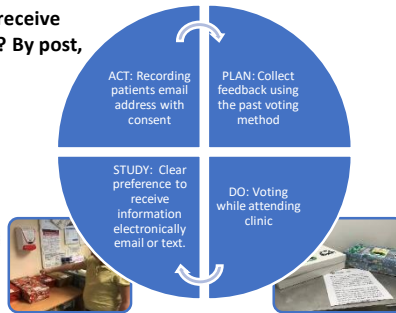 receive
? By post,
ACT: Recording
patients email
address with
consent
PLAN: Collect
feedback using
the past voting
method
STUDY: Clear
preference to
receive
information
electronically
email or text.
DO: Voting
while attending
clinic